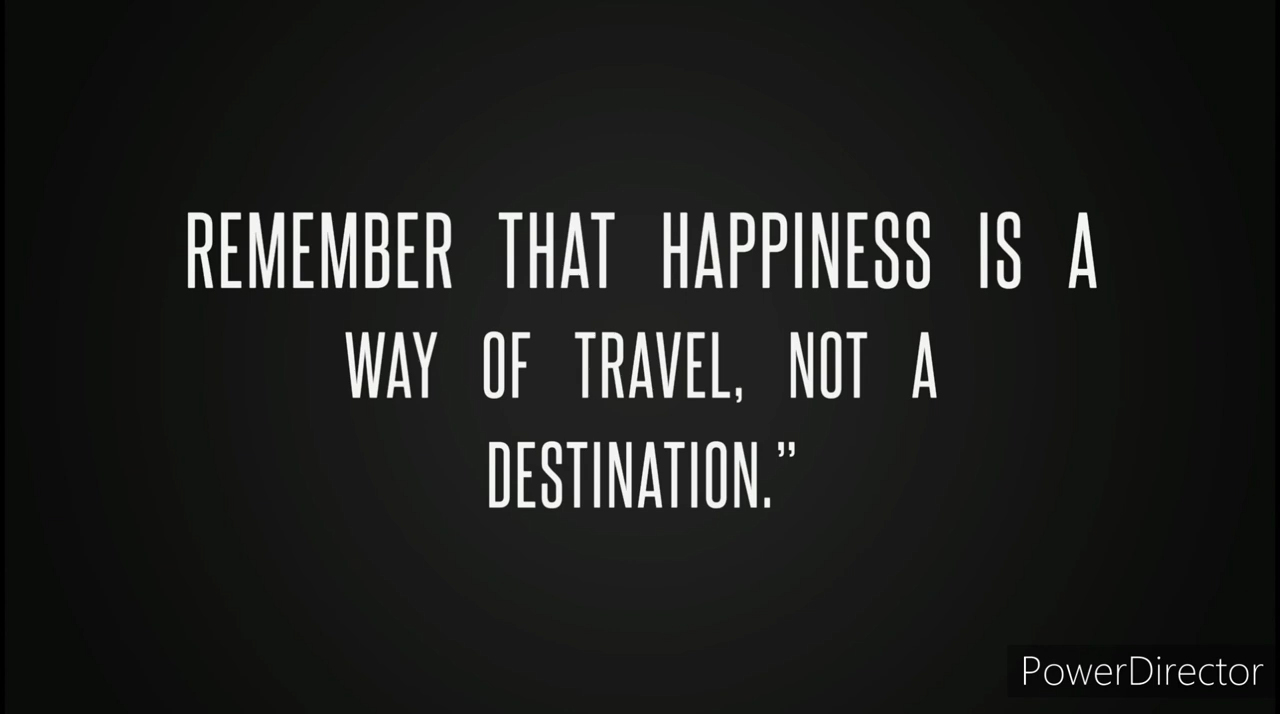 REMEMBER THAT HAPPINESS IS A
WAY OF TRAVEL, NOT A
DESTINATION.”
PowerDirector